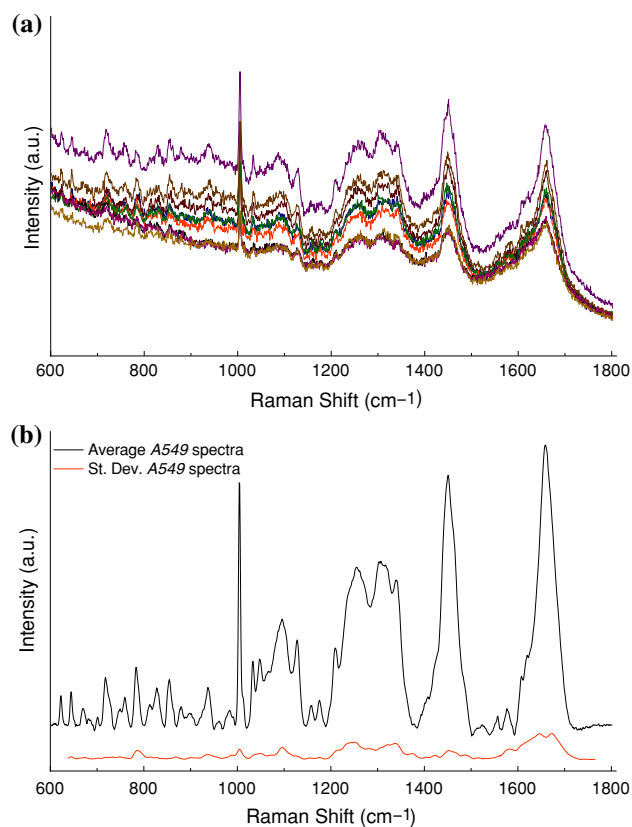 (a)
Intensity (a.u.)
600 800 1000 1200 1400 1600 1800
Raman Shift (cm–1)
(b)
Average A549 spectra
St. Dev. A549 spectra
Intensity (a.u.)
600 800 1000 1200 1400 1600 1800
Raman Shift (cm–1)